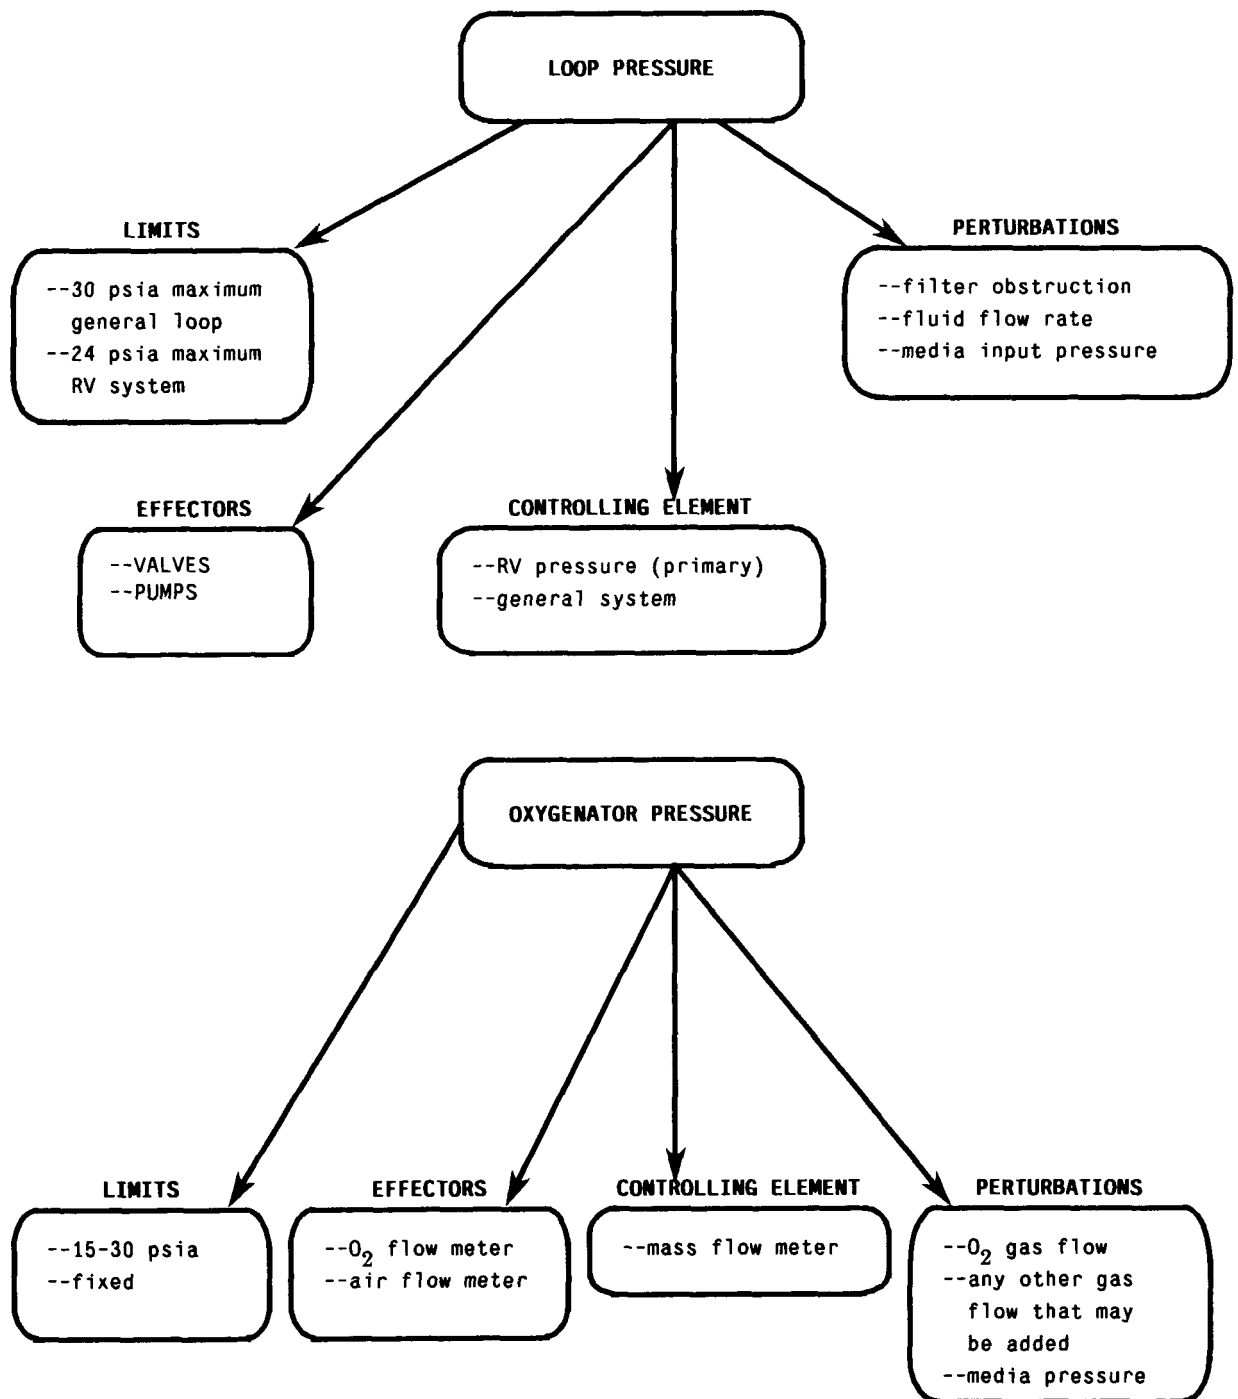 LOOP PRESSURE
LIMITS
--30 psia maximum
general loop
--24 psia maximum
RV system
PERTURBATIONS
--filter obstruction
--fluid flow rate
--media input pressure
EFFECTORS
--VALVES
--PUMPS
CONTROLLING ELEMENT
--RV pressure (primary)
--general system
OXYGENATOR PRESSURE
LIMITS
--15-30 psia
--fixed
EFFECTORS
--O₂ flow meter
--air flow meter
CONTROLLING ELEMENT
--mass flow meter
PERTURBATIONS
--O₂ gas flow
--any other gas
flow that may
be added
--media pressure